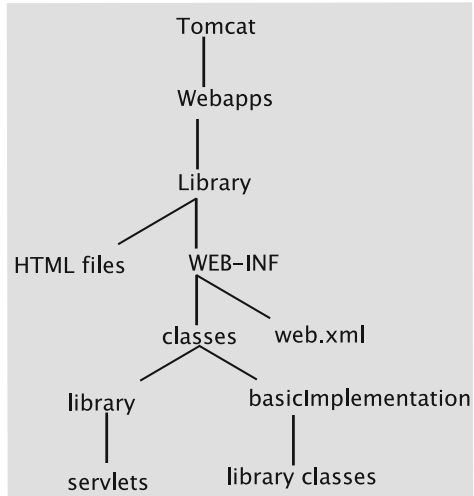 Tomcat
Webapps
Library
HTML files
WEB-INF
classes
web.xml
library
basicImplementation
servlets
library classes